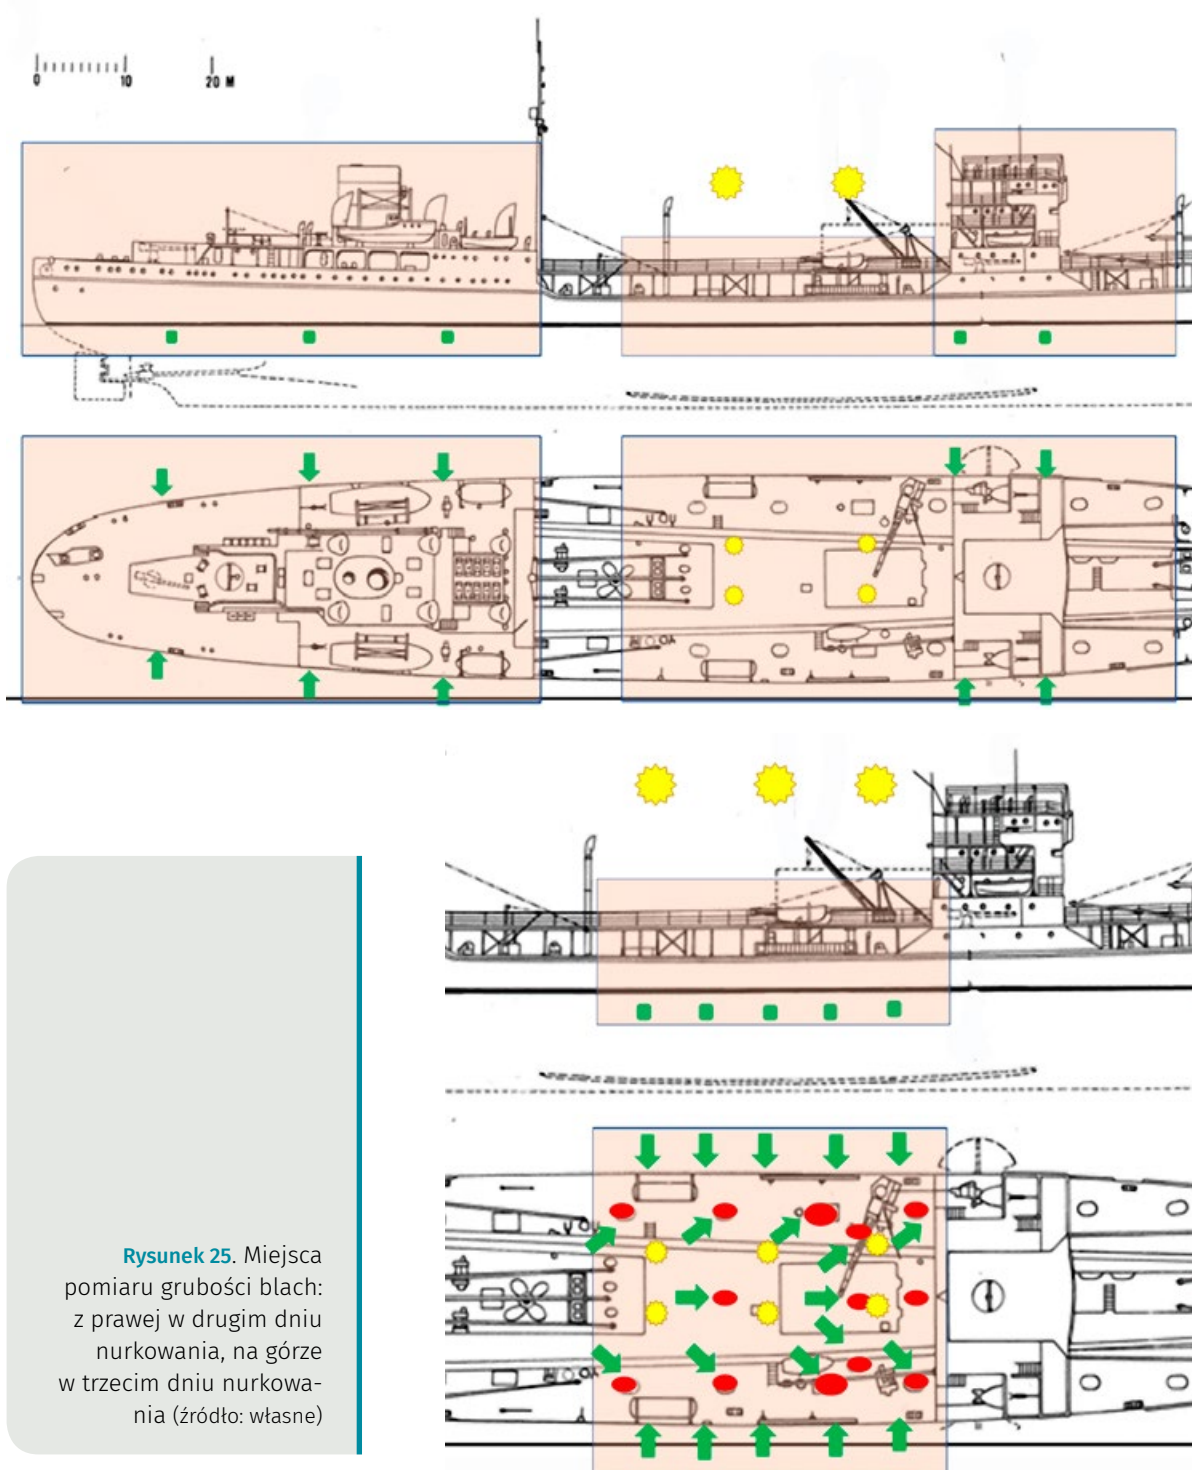 0 10 20 M
Rysunek 25. Miejsca
pomiaru grubości blach:
z prawej w drugim dniu
nurkowania, na górze
w trzecim dniu nurkowa-
nia (źródło: własne)